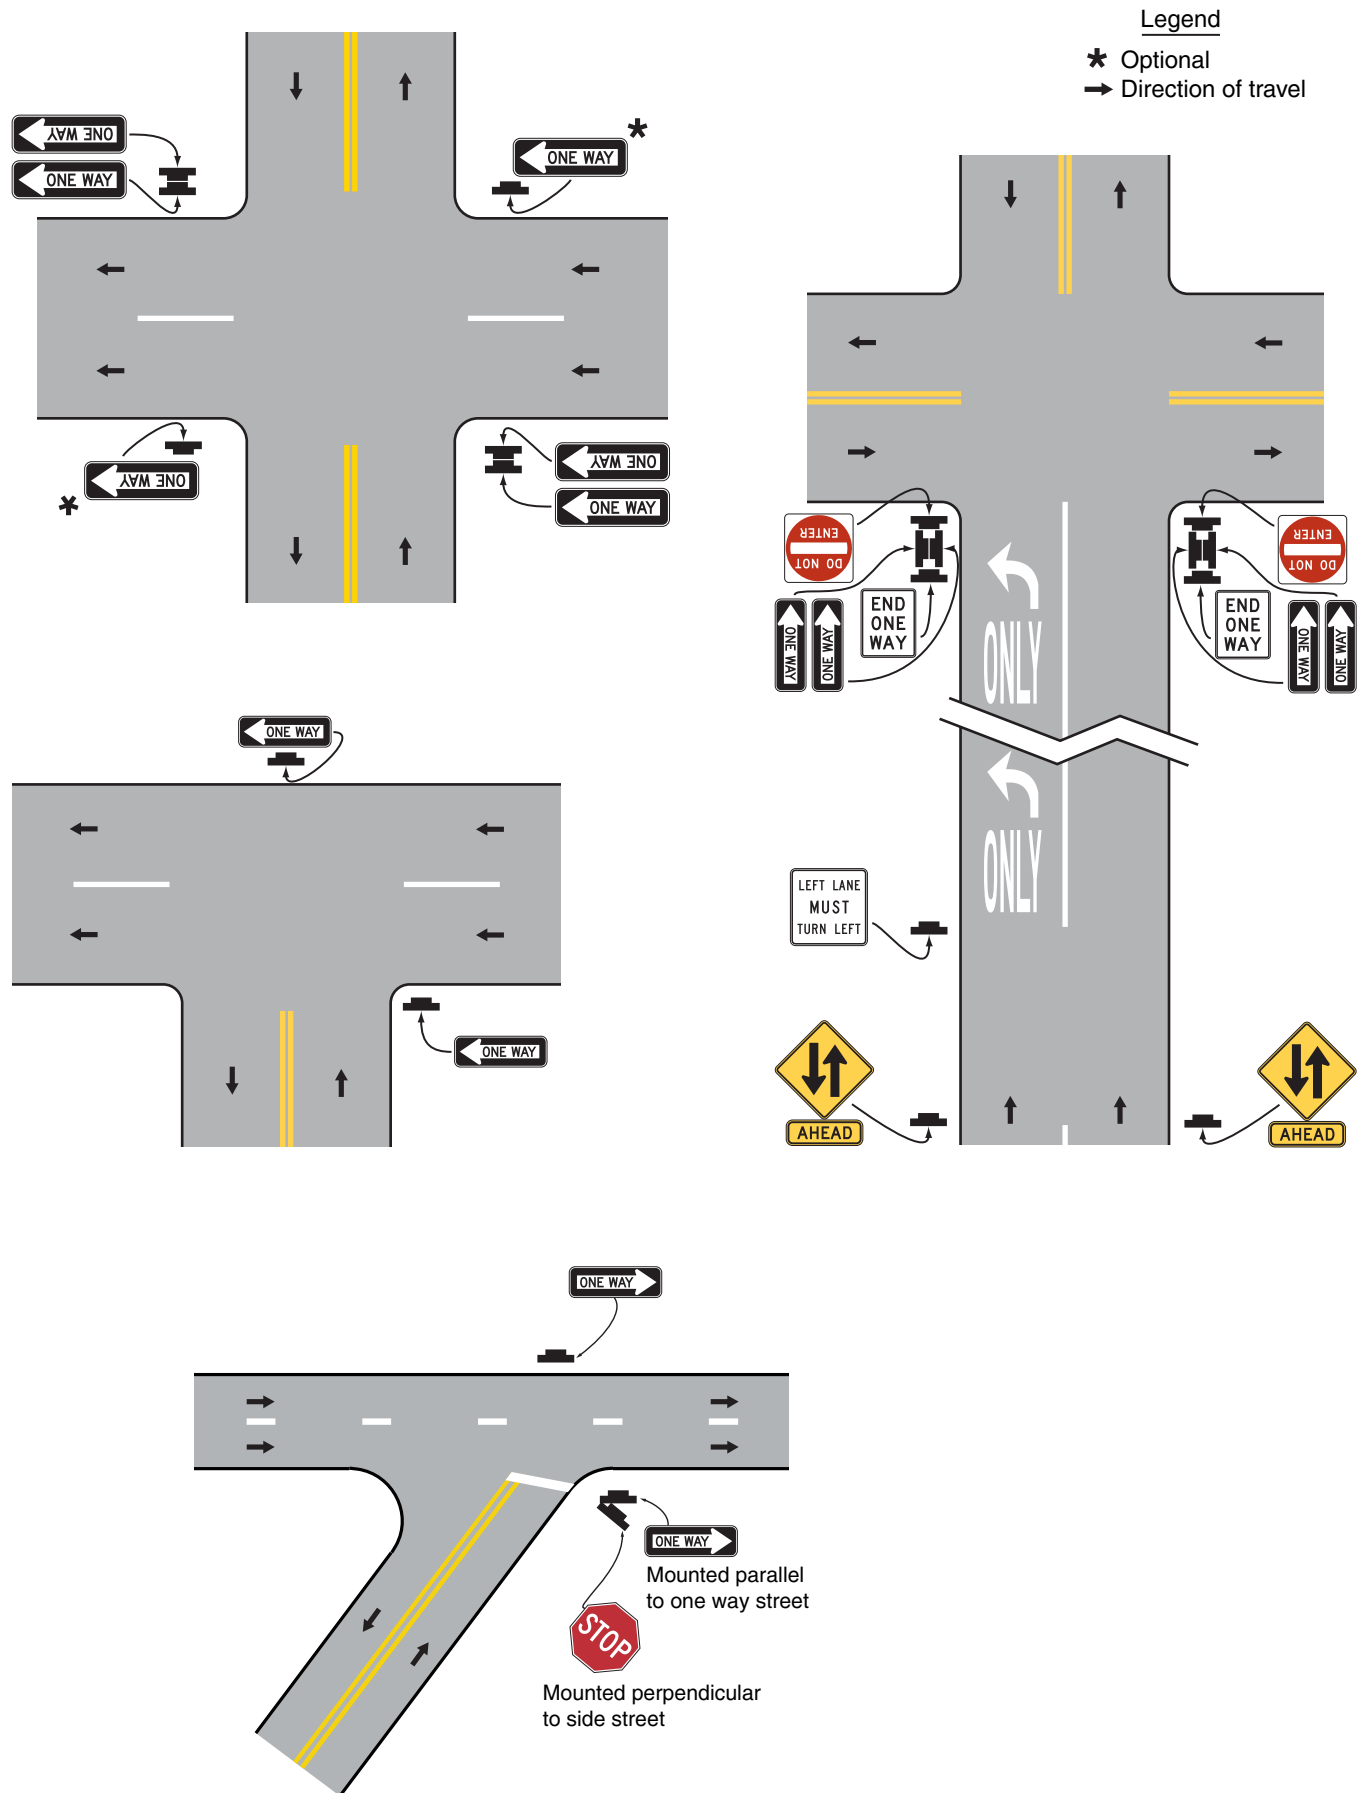 Legend
* Optional
Direction of travel
ONE WAY
ONE WAY
ONE WAY
*
ONE WAY
*
ONE WAY
ONE WAY
DO NOT
ENTER
ONE WAY
ONE WAY
END
ONE
WAY
DO NOT
ENTER
END
ONE
WAY
ONE WAY
ONE WAY
ONLY
ONLY
ONE WAY
ONE WAY
LEFT LANE
MUST
TURN LEFT
AHEAD
AHEAD
ONE WAY
ONE WAY
Mounted parallel
to one way street
STOP
Mounted perpendicular
to side street